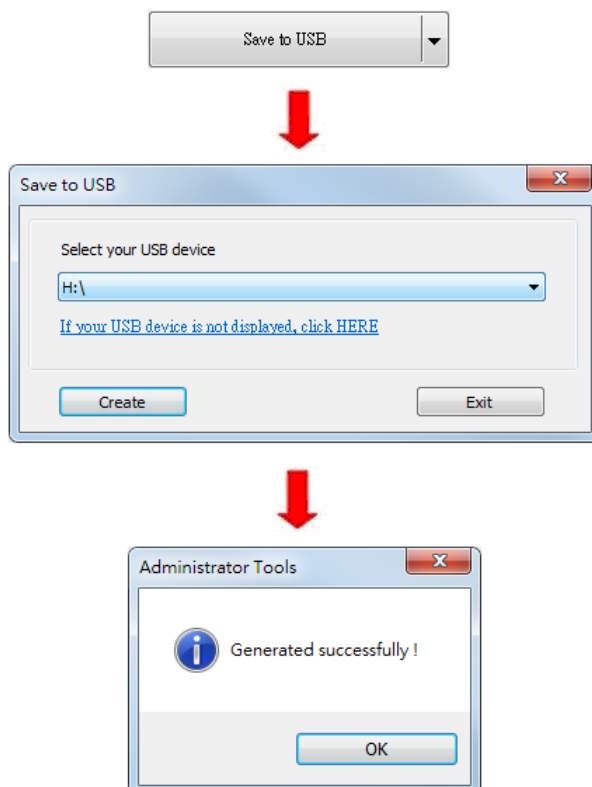 Save to USB
Save to USB
Select your USB device
H:\
If your USB device is not displayed, click HERE
Create
Exit
Administrator Tools
Generated successfully !
OK